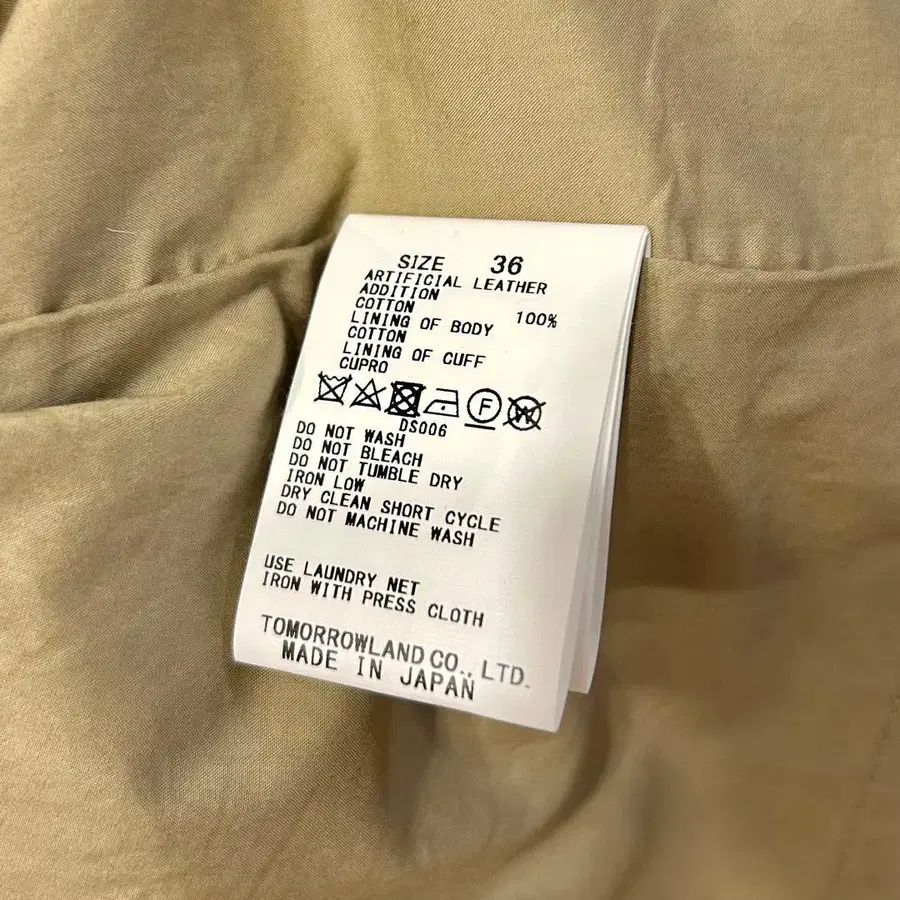 SIZE 36
ARTIFICIAL LEATHER
ADDITION
COTTON 100%
LINING OF BODY
COTTON
LINING OF CUFF
CUPRO
F W
DS006
DO NOT WASH
DO NOT BLEACH
DO NOT TUMBLE DRY
IRON LOW
DRY CLEAN SHORT CYCLE
DO NOT MACHINE WASH
USE LAUNDRY NET
IRON WITH PRESS CLOTH
TOMORROWLAND CO., LTD.
MADE IN JAPAN